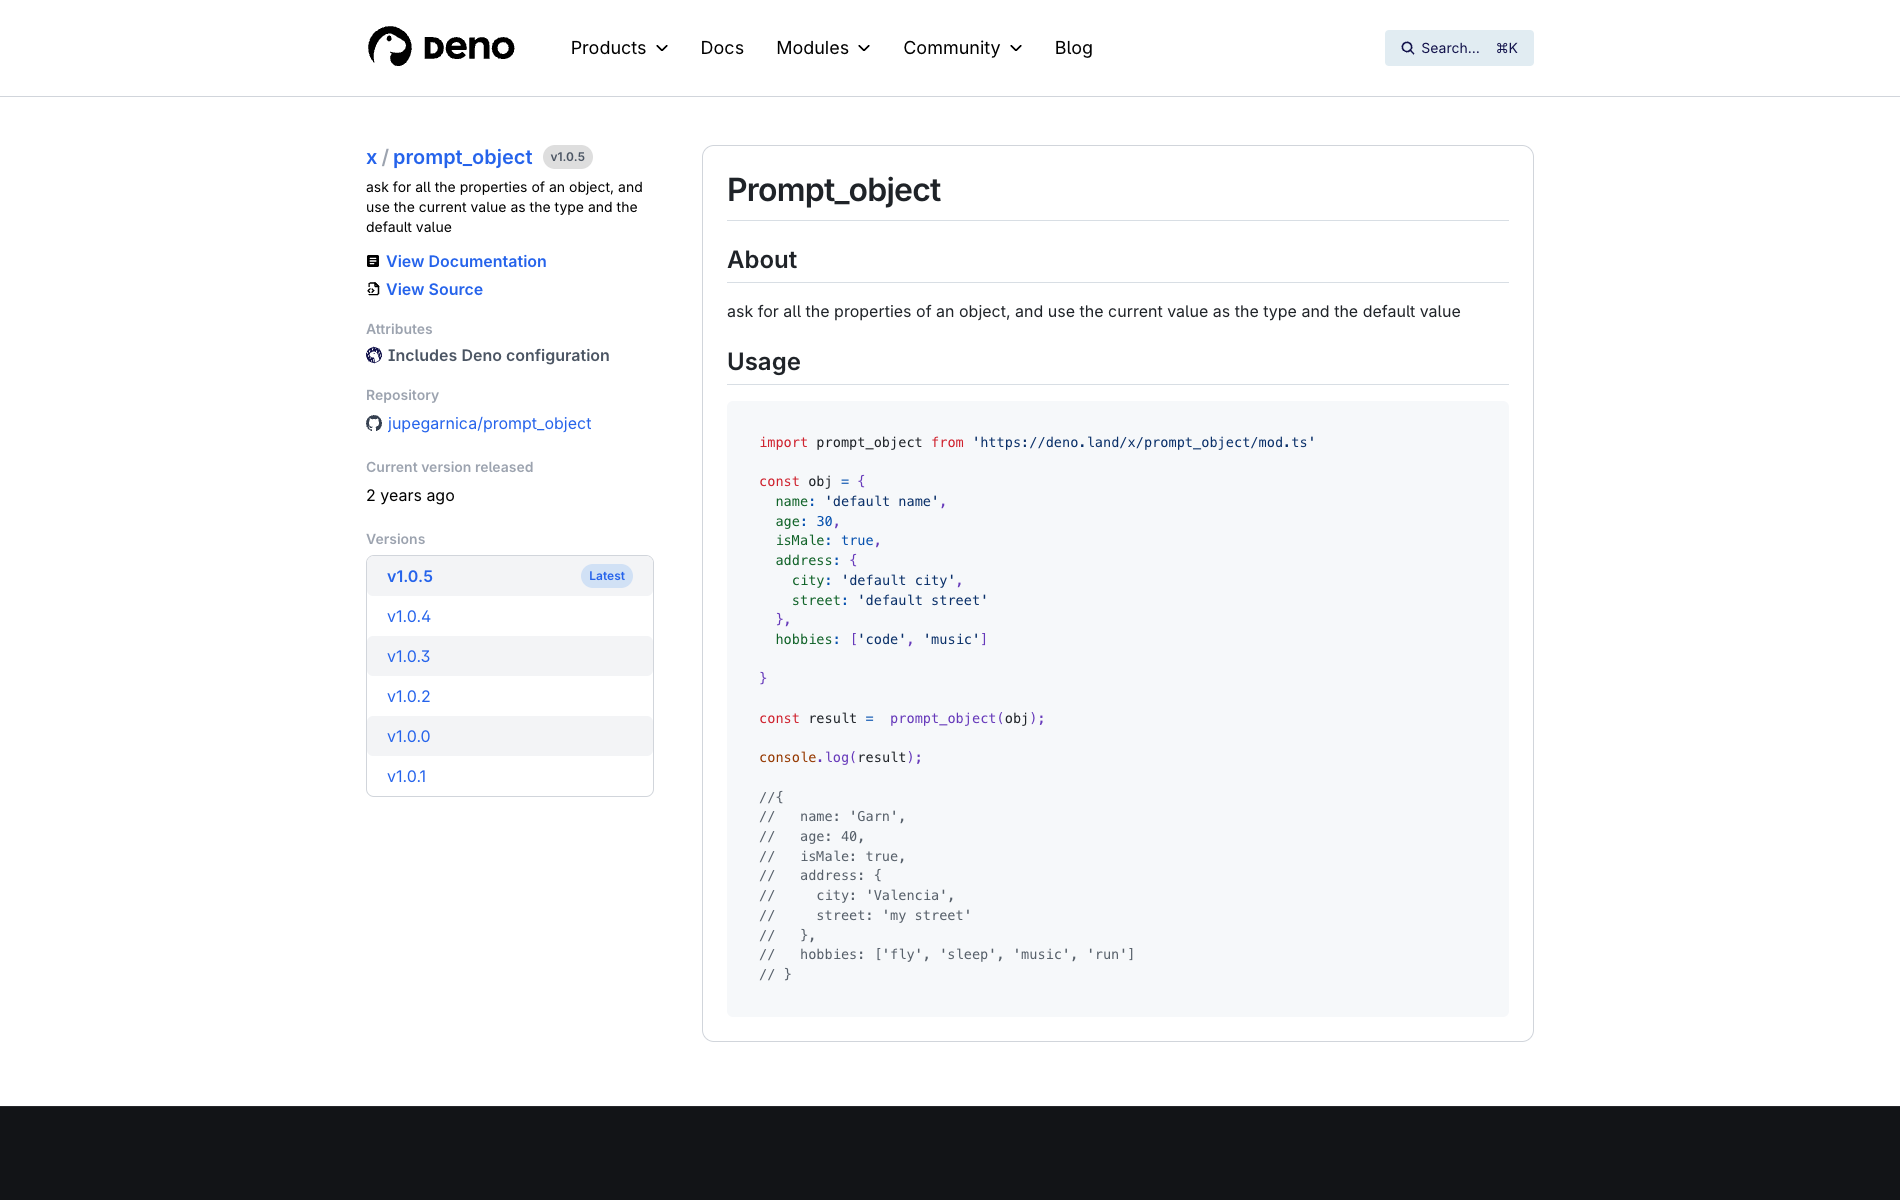 Deno
Products
Docs
Modules
Community
Blog
Search... ⌘K
x / prompt_object v1.0.5
ask for all the properties of an object, and
use the current value as the type and the
default value
View Documentation
View Source
Attributes
Includes Deno configuration
Repository
jupegarnica/prompt_object
Current version released
2 years ago
Versions
v1.0.5 Latest
v1.0.4
v1.0.3
v1.0.2
v1.0.0
v1.0.1
Prompt_object
About
ask for all the properties of an object, and use the current value as the type and the default value
Usage
import prompt_object from 'https://deno.land/x/prompt_object/mod.ts'
const obj = {
  name: 'default name',
  age: 30,
  isMale: true,
  address: {
    city: 'default city',
    street: 'default street'
  },
  hobbies: ['code', 'music']
}
const result =  prompt_object(obj);
console.log(result);
//{
//   name: 'Garn',
//   age: 40,
//   isMale: true,
//   address: {
//     city: 'Valencia',
//     street: 'my street'
//   },
//   hobbies: ['fly', 'sleep', 'music', 'run']
// }